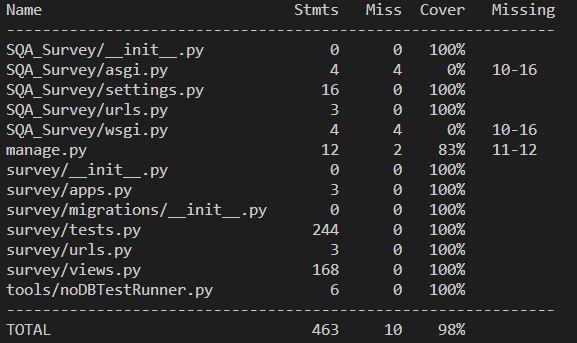 Name Stmts Miss Cover Missing
---------------------------------------------------------------
SQA_Survey/__init__.py 0 0 100%
SQA_Survey/asgi.py 4 4 0% 10-16
SQA_Survey/settings.py 16 0 100%
SQA_Survey/urls.py 3 0 100%
SQA_Survey/wsgi.py 4 4 0% 10-16
manage.py 12 2 83% 11-12
survey/__init__.py 0 0 100%
survey/apps.py 3 0 100%
survey/migrations/__init__.py 0 0 100%
survey/tests.py 244 0 100%
survey/urls.py 3 0 100%
survey/views.py 168 0 100%
tools/noDBTestRunner.py 6 0 100%
---------------------------------------------------------------
TOTAL 463 10 98%